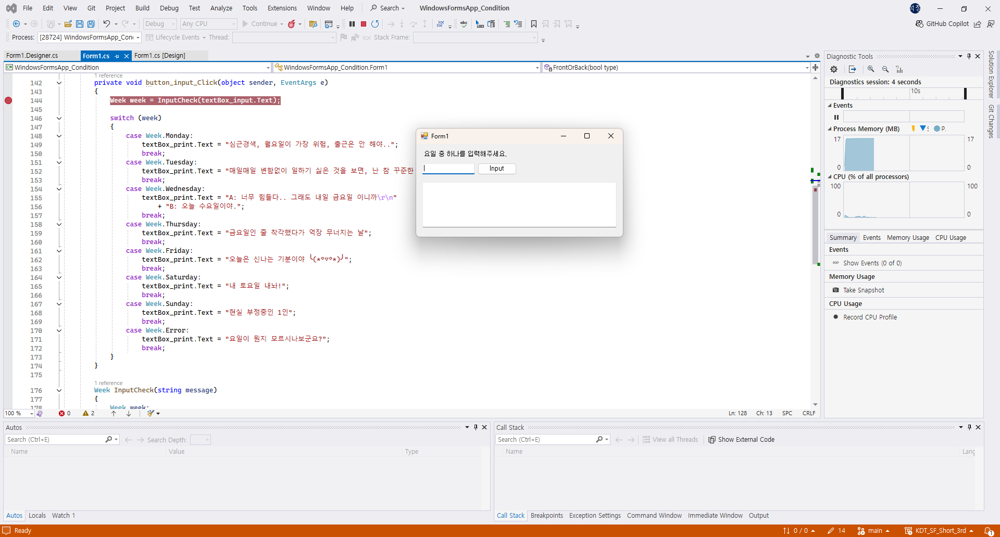 File Edit View Git Project Build Debug Test Analyze Tools Extensions Window Help Search WindowsFormsApp_Condition
Debug Any CPU Continue GitHub Copilot
Process: [28724] WindowsFormsApp_Con Lifecycle Events Thread: Stack Frame:
Form1.Designer.cs Form1.cs Form1.cs [Design]
C# WindowsFormsApp_Condition WindowsFormsApp_Condition.Form1 FrontOrBack(bool type)
1 reference
142 private void button_input_Click(object sender, EventArgs e)
143 {
144 Week week = InputCheck(textBox_input.Text);
145
146 switch (week)
147 {
148 case Week.Monday:
149 textBox_print.Text = "심근경색, 월요일이 가장 위험, 출근은 안 해야..";
150 break;
151 case Week.Tuesday:
152 textBox_print.Text = "매일매일 변함없이 일하기 싫은 것을 보면, 난 참 꾸준한
153 break;
154 case Week.Wednesday:
155 textBox_print.Text = "A: 너무 힘들다.. 그래도 내일 금요일 이니까\r\n"
156 + "B: 오늘 수요일이야.";
157 break;
158 case Week.Thursday:
159 textBox_print.Text = "금요일인 줄 착각했다가 억장 무너지는 날";
160 break;
161 case Week.Friday:
162 textBox_print.Text = "오늘은 신나는 기분이야 ╰(*°▽°*)╯";
163 break;
164 case Week.Saturday:
165 textBox_print.Text = "내 토요일 내놔!";
166 break;
167 case Week.Sunday:
168 textBox_print.Text = "현실 부정중인 1인";
169 break;
170 case Week.Error:
171 textBox_print.Text = "요일이 뭔지 모르시나보군요?";
172 break;
173 }
174 }
175
1 reference
176 Week InputCheck(string message)
177 {
178 Week week;
100 % 0 2 Ln: 128 Ch: 13 SPC CRLF
Form1
요일 중 하나를 입력해주세요.
Input
Diagnostic Tools
Diagnostics session: 4 seconds
10s
Events
Process Memory (MB) S P.
17 17
0 0
CPU (% of all processors)
100 100
0 0
Summary Events Memory Usage CPU Usage
Events
Show Events (0 of 0)
Memory Usage
Take Snapshot
CPU Usage
Record CPU Profile
Solution Explorer
Git Changes
Autos
Search (Ctrl+E) Search Depth:
Name Value Type
Autos Locals Watch 1
Call Stack
Search (Ctrl+E) View all Threads Show External Code
Name Lang
Call Stack Breakpoints Exception Settings Command Window Immediate Window Output
Ready 0 / 0 14 main KDT_SF_Short_3rd 1